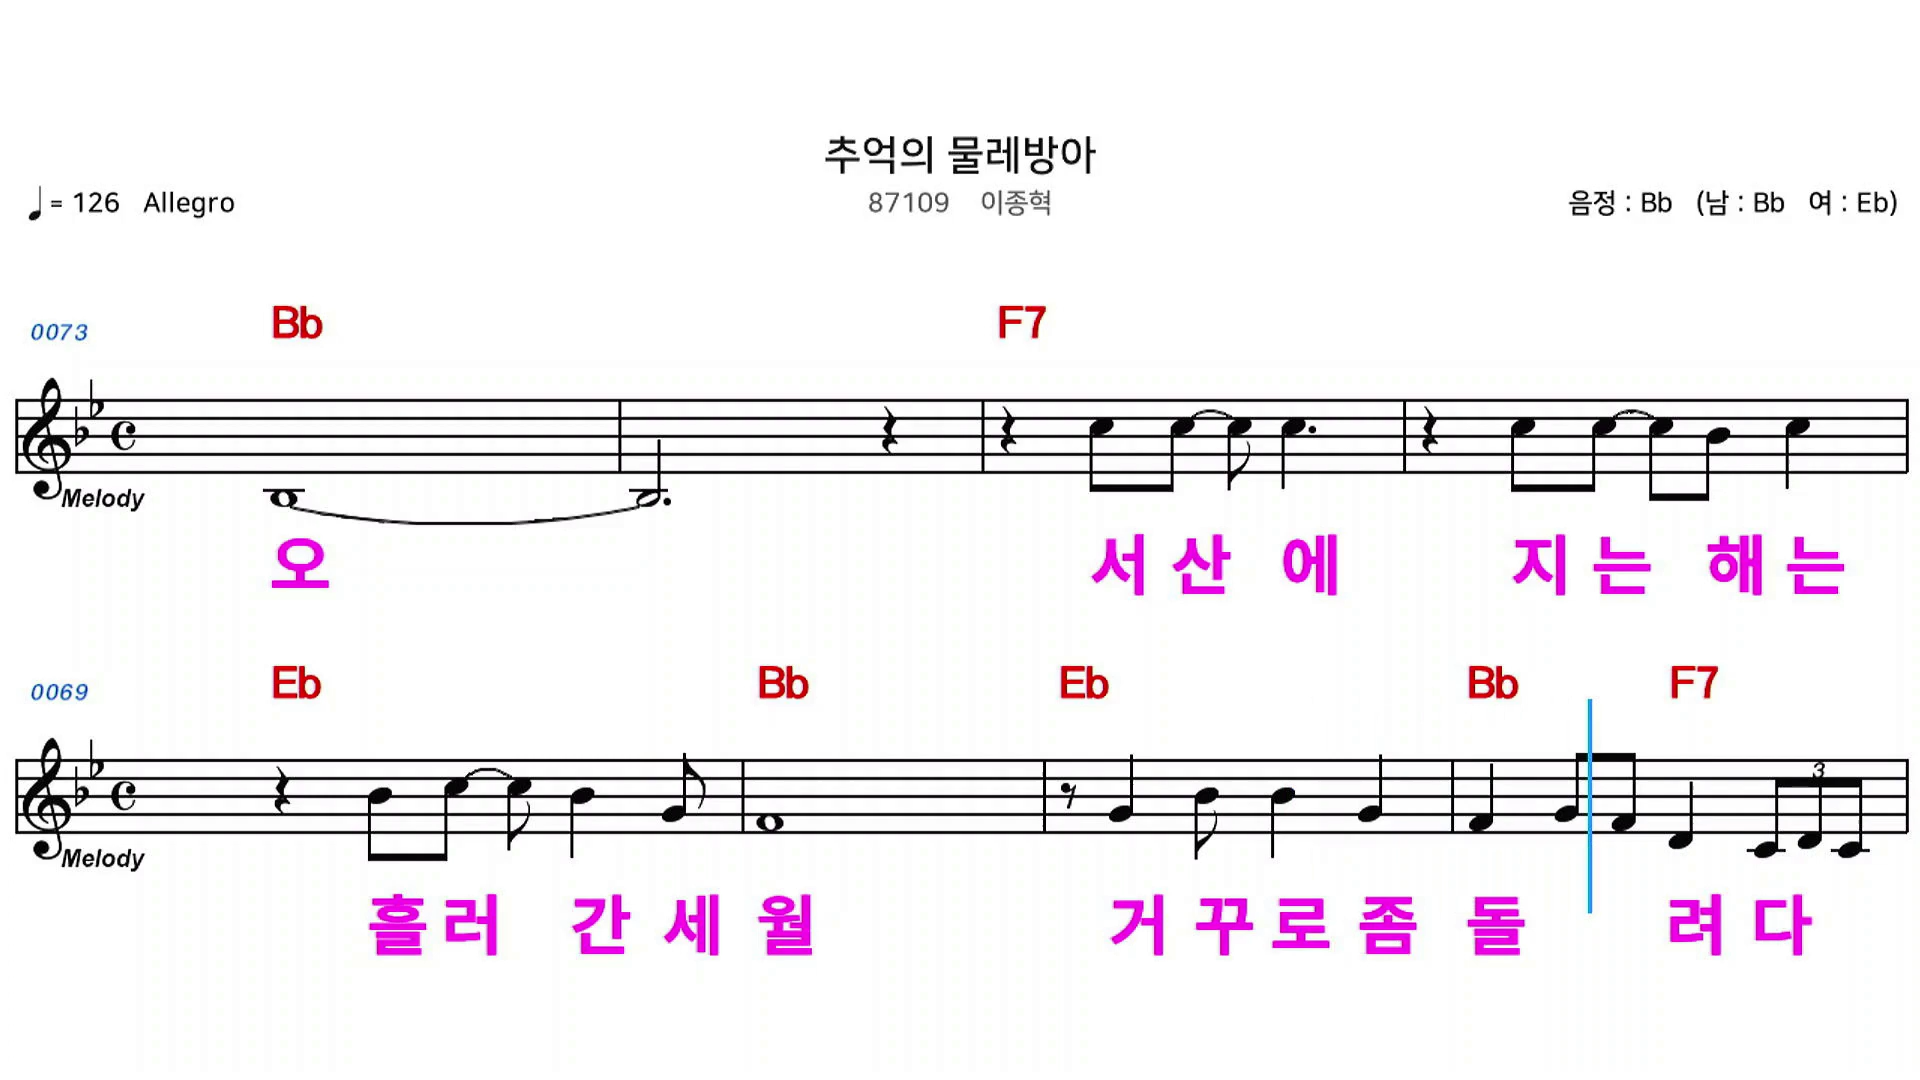 추억의 물레방아
♩= 126 Allegro 87109 이종혁 음정 : Bb (남 : Bb 여 : Eb)
0073 Bb F7
Melody
오 서 산 에 지 는 해 는
0069 Eb Bb Eb Bb F7
3
Melody
흘 러 간 세 월 거 꾸 로 좀 돌 려 다